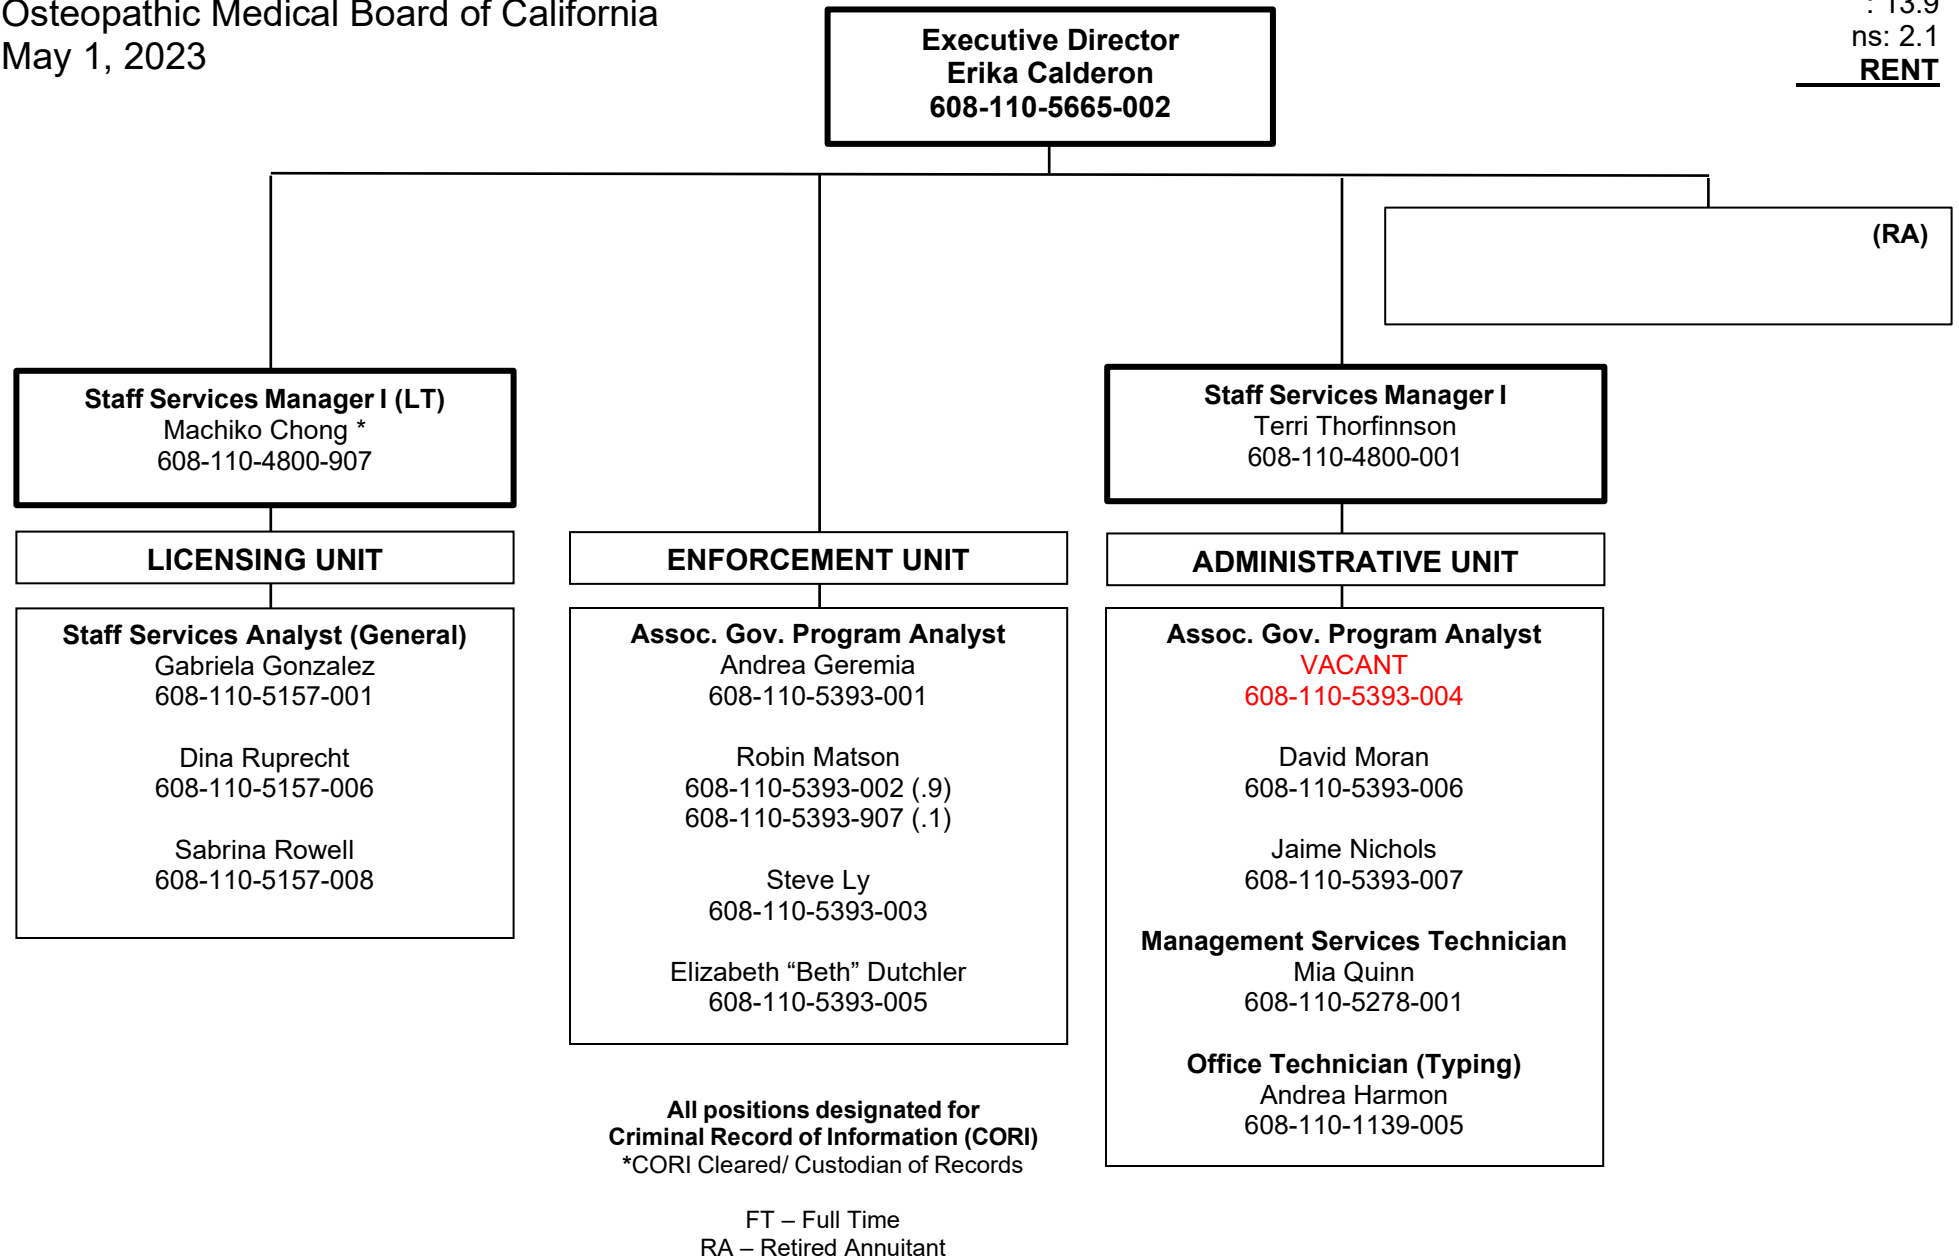 Osteopathic Medical Board of California
May 1, 2023
: 13.9
ns: 2.1
RENT
Executive Director
Erika Calderon
608-110-5665-002
(RA)
Staff Services Manager I (LT)
Machiko Chong *
608-110-4800-907
Staff Services Manager I
Terri Thorfinnson
608-110-4800-001
LICENSING UNIT
ENFORCEMENT UNIT
ADMINISTRATIVE UNIT
Staff Services Analyst (General)
Gabriela Gonzalez
608-110-5157-001
Dina Ruprecht
608-110-5157-006
Sabrina Rowell
608-110-5157-008
Assoc. Gov. Program Analyst
Andrea Geremia
608-110-5393-001
Robin Matson
608-110-5393-002 (.9)
608-110-5393-907 (.1)
Steve Ly
608-110-5393-003
Elizabeth “Beth” Dutchler
608-110-5393-005
Assoc. Gov. Program Analyst
VACANT
608-110-5393-004
David Moran
608-110-5393-006
Jaime Nichols
608-110-5393-007
Management Services Technician
Mia Quinn
608-110-5278-001
Office Technician (Typing)
Andrea Harmon
608-110-1139-005
All positions designated for
Criminal Record of Information (CORI)
*CORI Cleared/ Custodian of Records
FT – Full Time
RA – Retired Annuitant